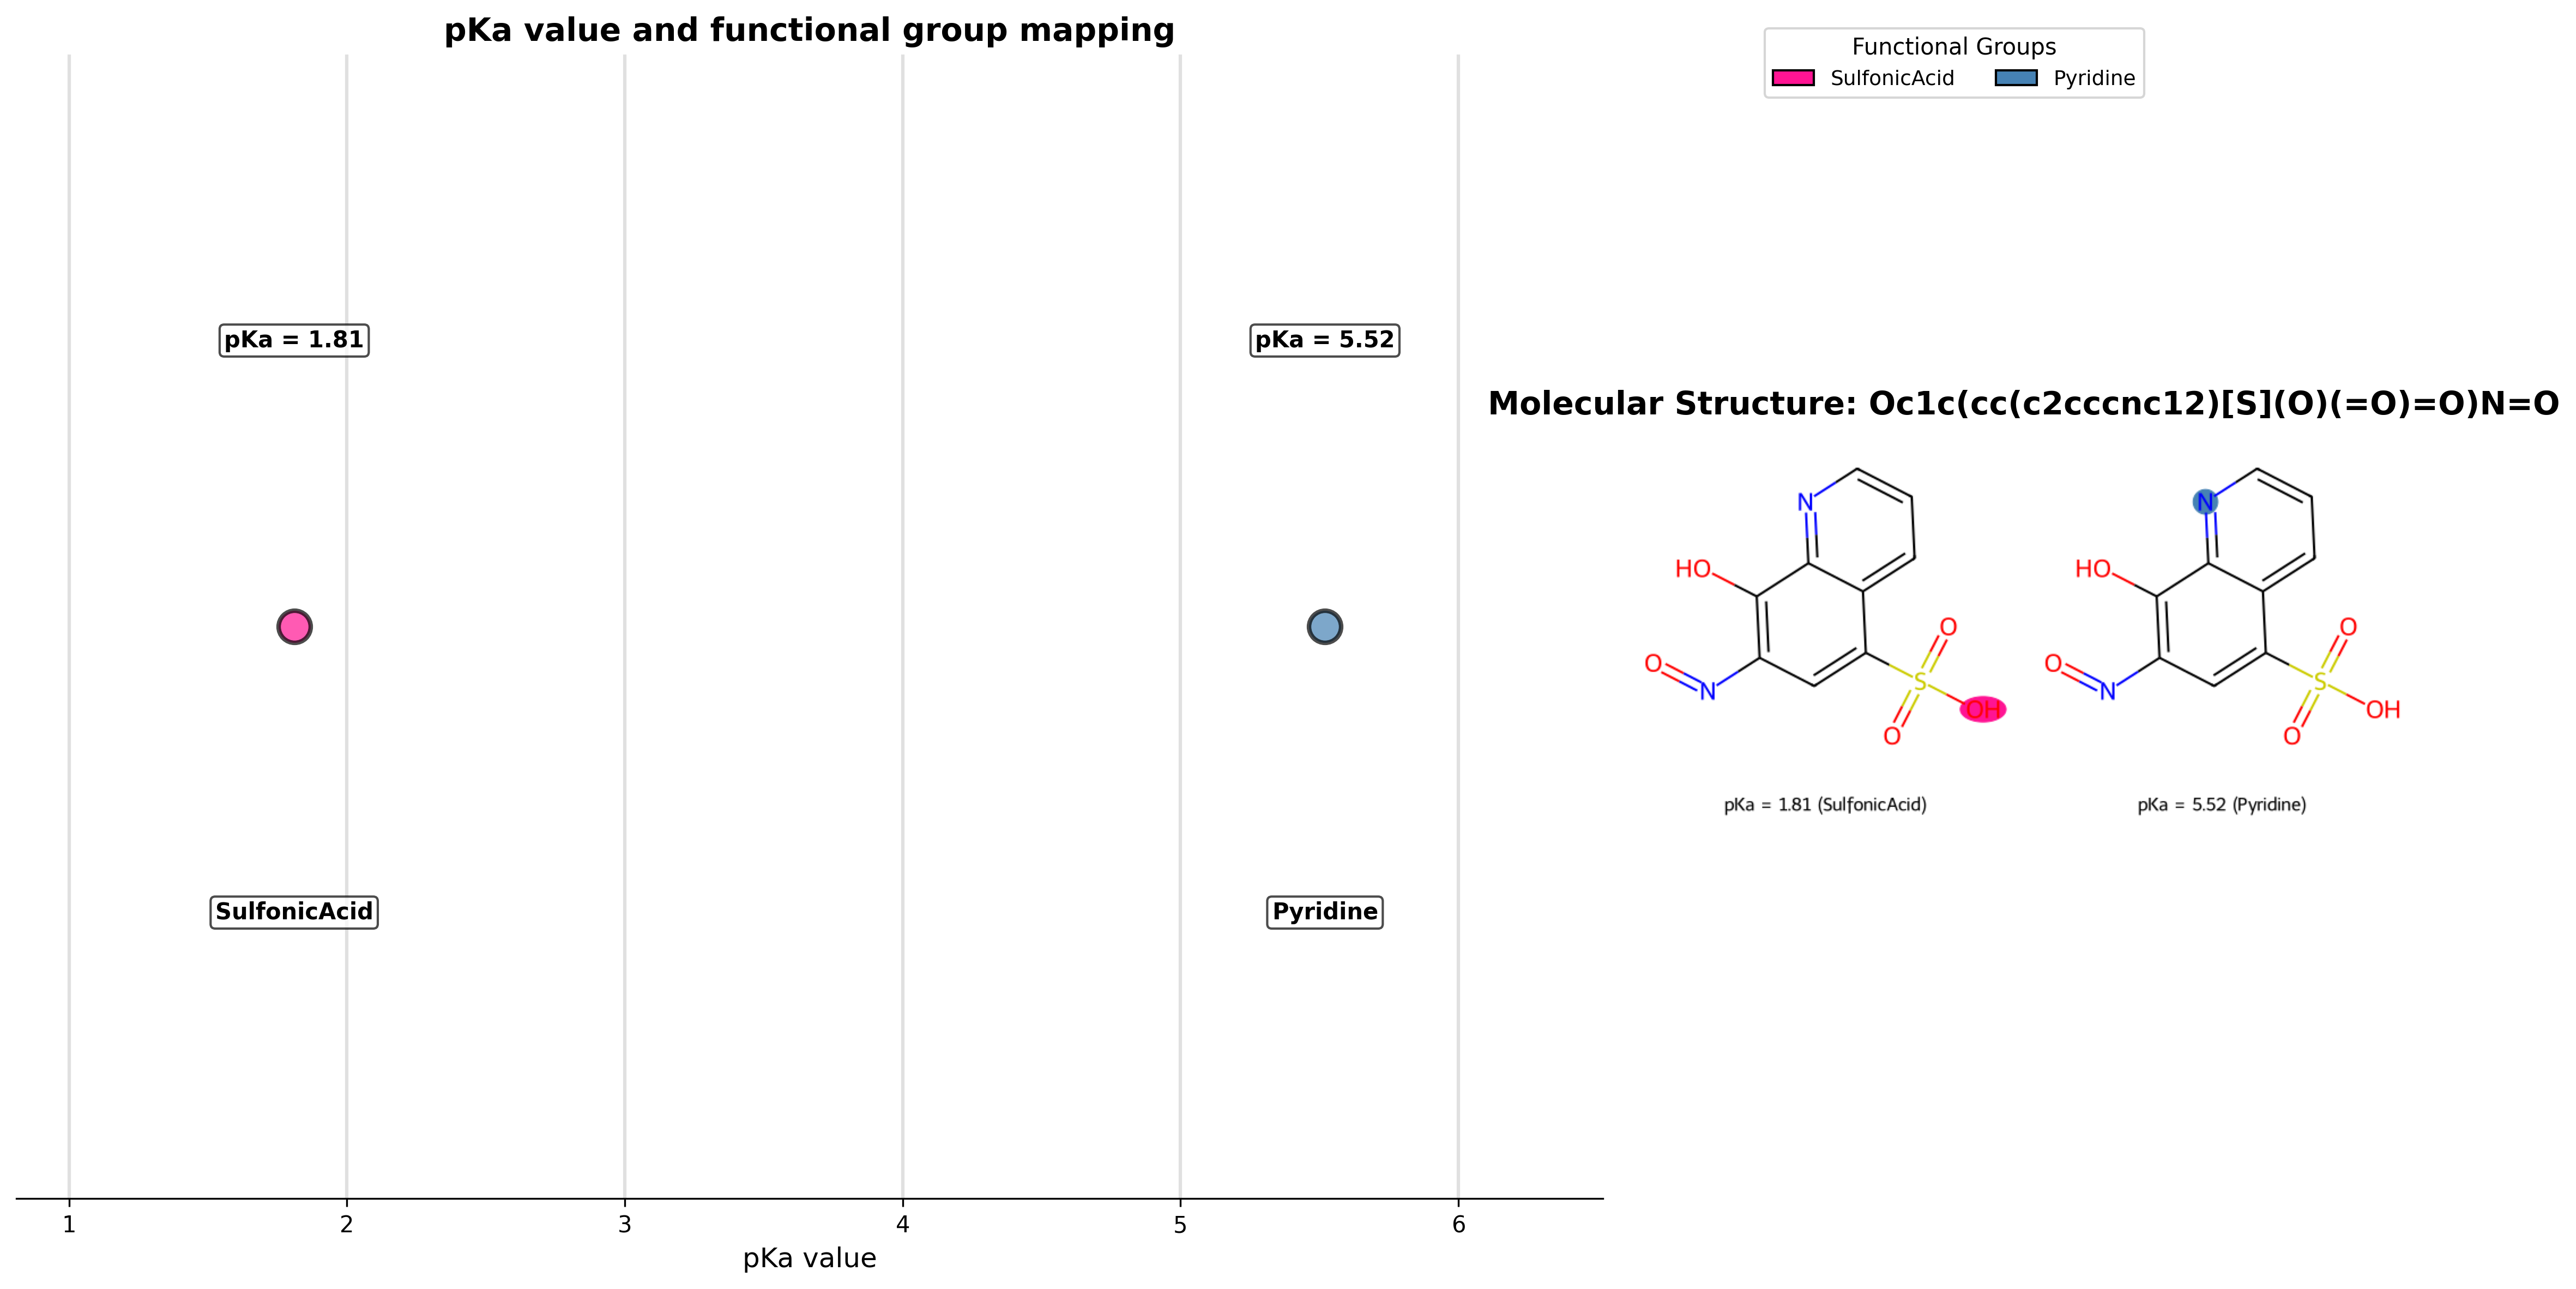 pKa value and functional group mapping
pKa = 1.81
pKa = 5.52
SulfonicAcid
Pyridine
1 2 3 4 5 6
pKa value
Functional Groups
SulfonicAcid Pyridine
Molecular Structure: Oc1c(cc(c2cccnc12)[S](O)(=O)=O)N=O
N
HO
O
O
N
S
OH
O
pKa = 1.81 (SulfonicAcid)
N
HO
O
O
N
S
OH
O
pKa = 5.52 (Pyridine)